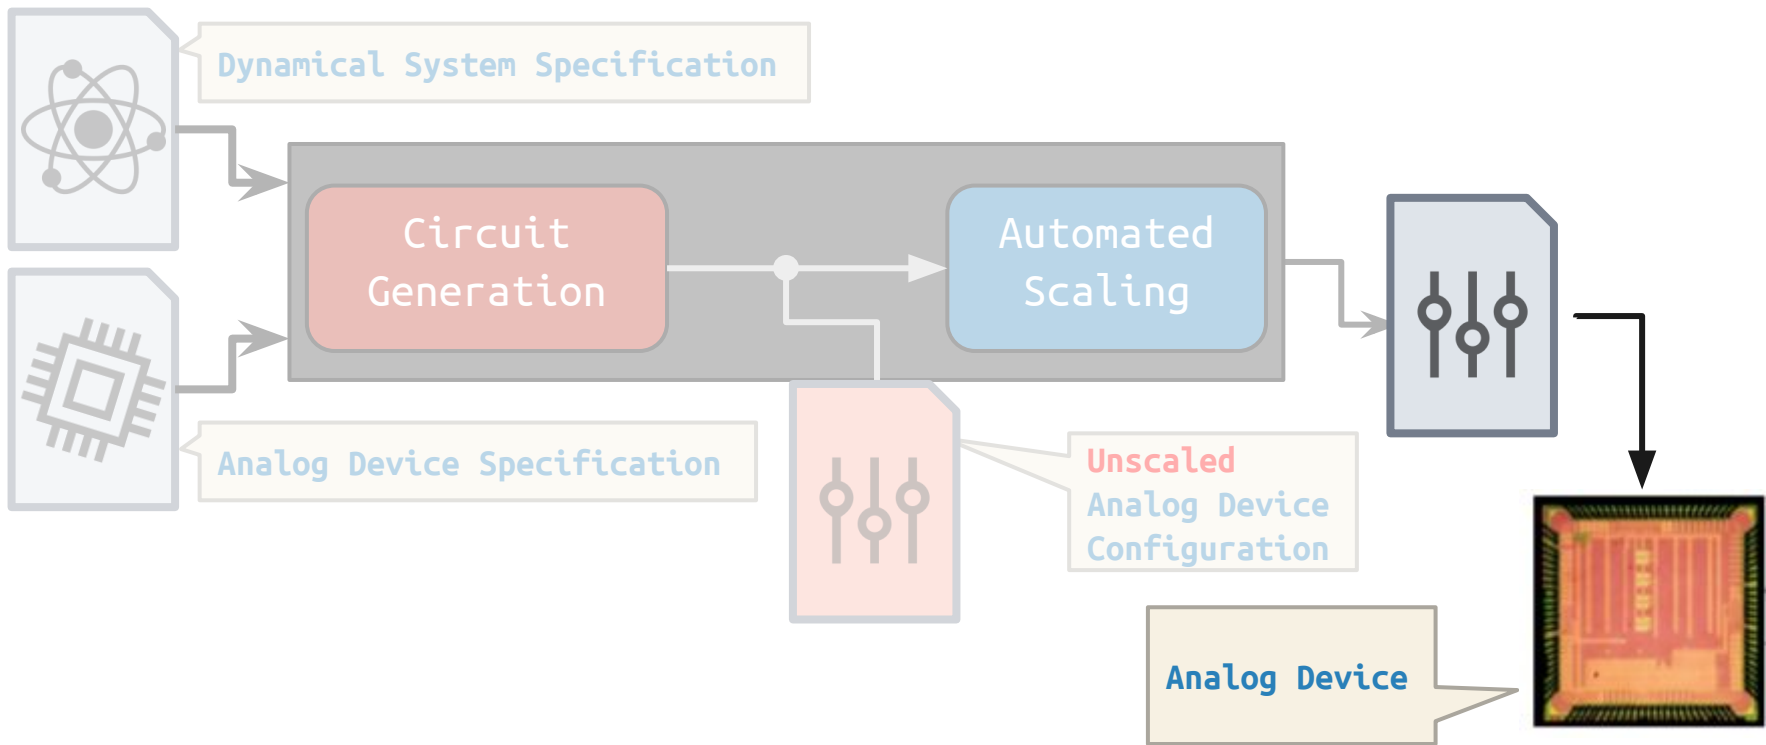 Dynamical System Specification
Circuit
Generation
Automated
Scaling
Analog Device Specification
Unscaled
Analog Device
Configuration
Analog Device